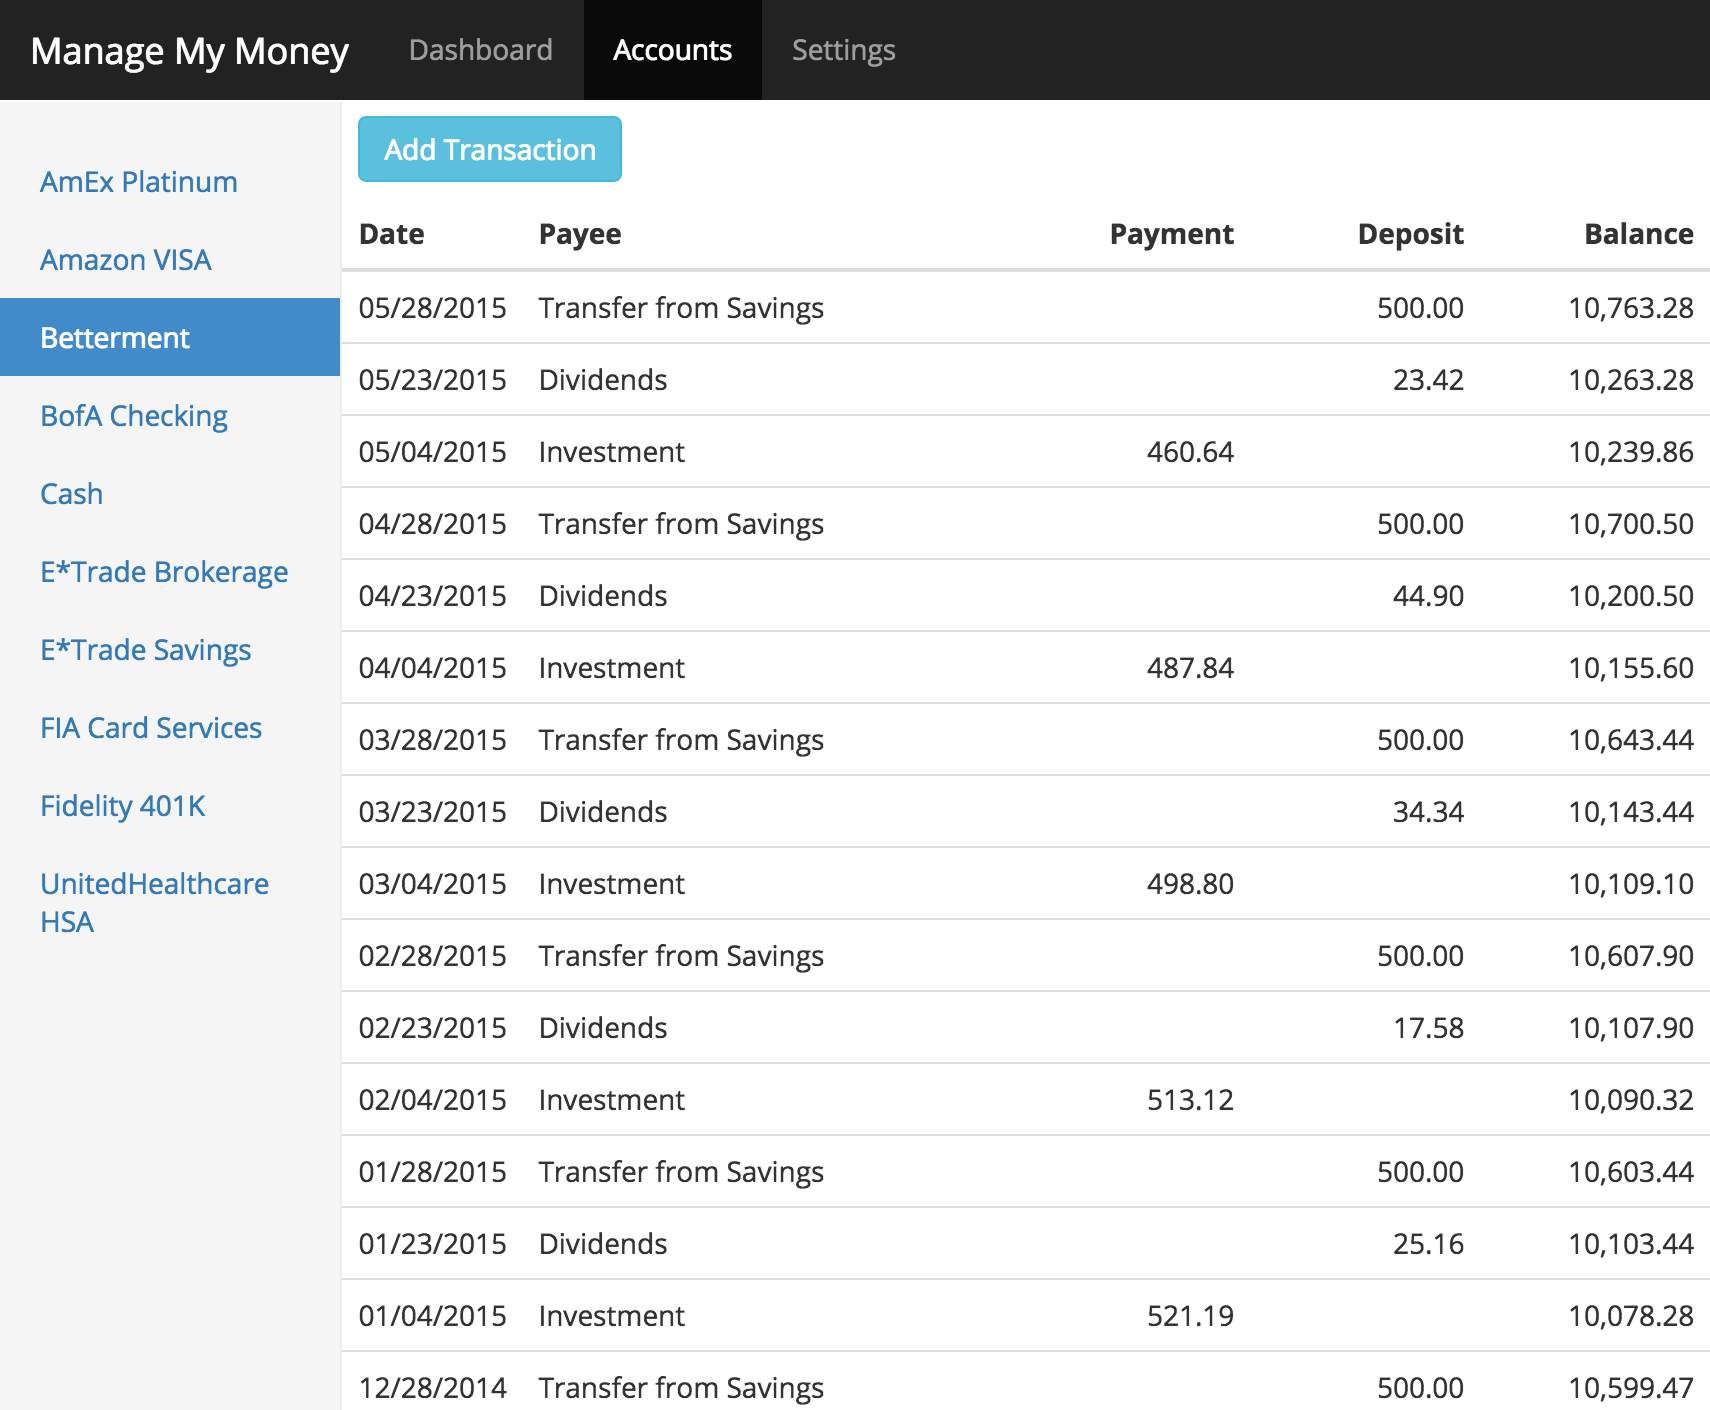 Manage My Money Dashboard Accounts Settings
AmEx Platinum
Amazon VISA
Betterment
BofA Checking
Cash
E*Trade Brokerage
E*Trade Savings
FIA Card Services
Fidelity 401K
UnitedHealthcare
HSA
Add Transaction
Date Payee Payment Deposit Balance
05/28/2015 Transfer from Savings 500.00 10,763.28
05/23/2015 Dividends 23.42 10,263.28
05/04/2015 Investment 460.64 10,239.86
04/28/2015 Transfer from Savings 500.00 10,700.50
04/23/2015 Dividends 44.90 10,200.50
04/04/2015 Investment 487.84 10,155.60
03/28/2015 Transfer from Savings 500.00 10,643.44
03/23/2015 Dividends 34.34 10,143.44
03/04/2015 Investment 498.80 10,109.10
02/28/2015 Transfer from Savings 500.00 10,607.90
02/23/2015 Dividends 17.58 10,107.90
02/04/2015 Investment 513.12 10,090.32
01/28/2015 Transfer from Savings 500.00 10,603.44
01/23/2015 Dividends 25.16 10,103.44
01/04/2015 Investment 521.19 10,078.28
12/28/2014 Transfer from Savings 500.00 10,599.47